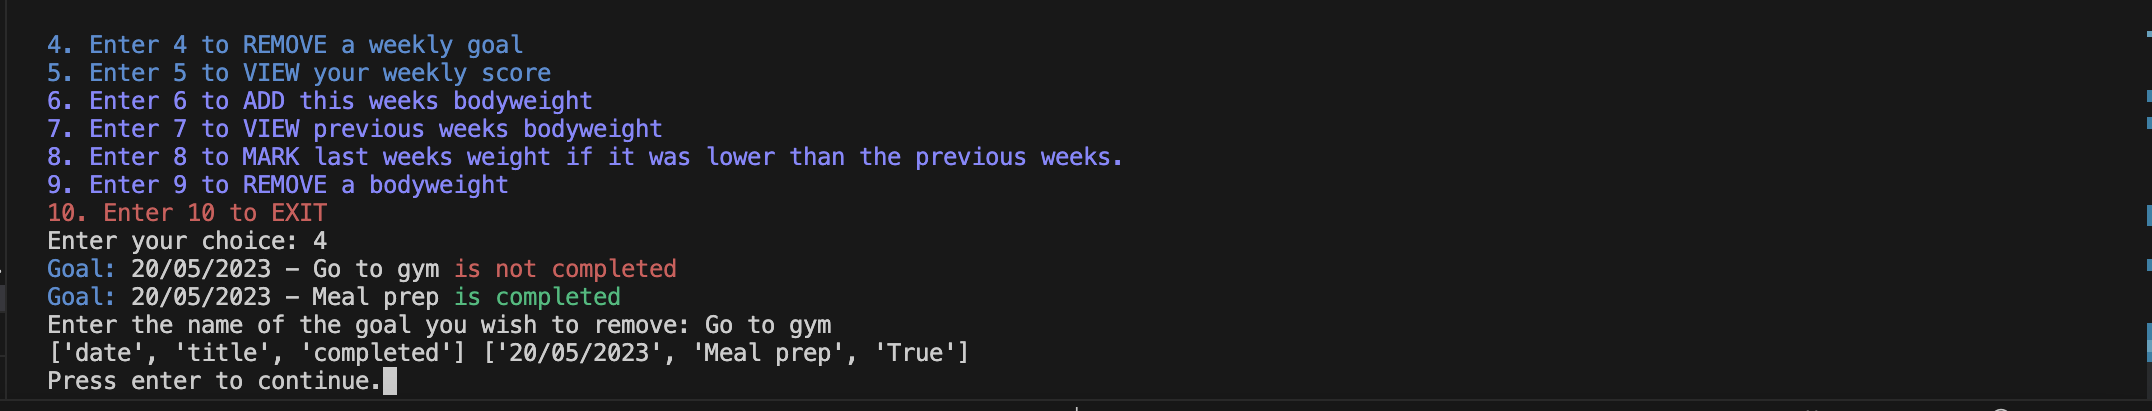 4. Enter 4 to REMOVE a weekly goal
5. Enter 5 to VIEW your weekly score
6. Enter 6 to ADD this weeks bodyweight
7. Enter 7 to VIEW previous weeks bodyweight
8. Enter 8 to MARK last weeks weight if it was lower than the previous weeks.
9. Enter 9 to REMOVE a bodyweight
10. Enter 10 to EXIT
Enter your choice: 4
Goal: 20/05/2023 – Go to gym is not completed
Goal: 20/05/2023 – Meal prep is completed
Enter the name of the goal you wish to remove: Go to gym
['date', 'title', 'completed'] ['20/05/2023', 'Meal prep', 'True']
Press enter to continue.